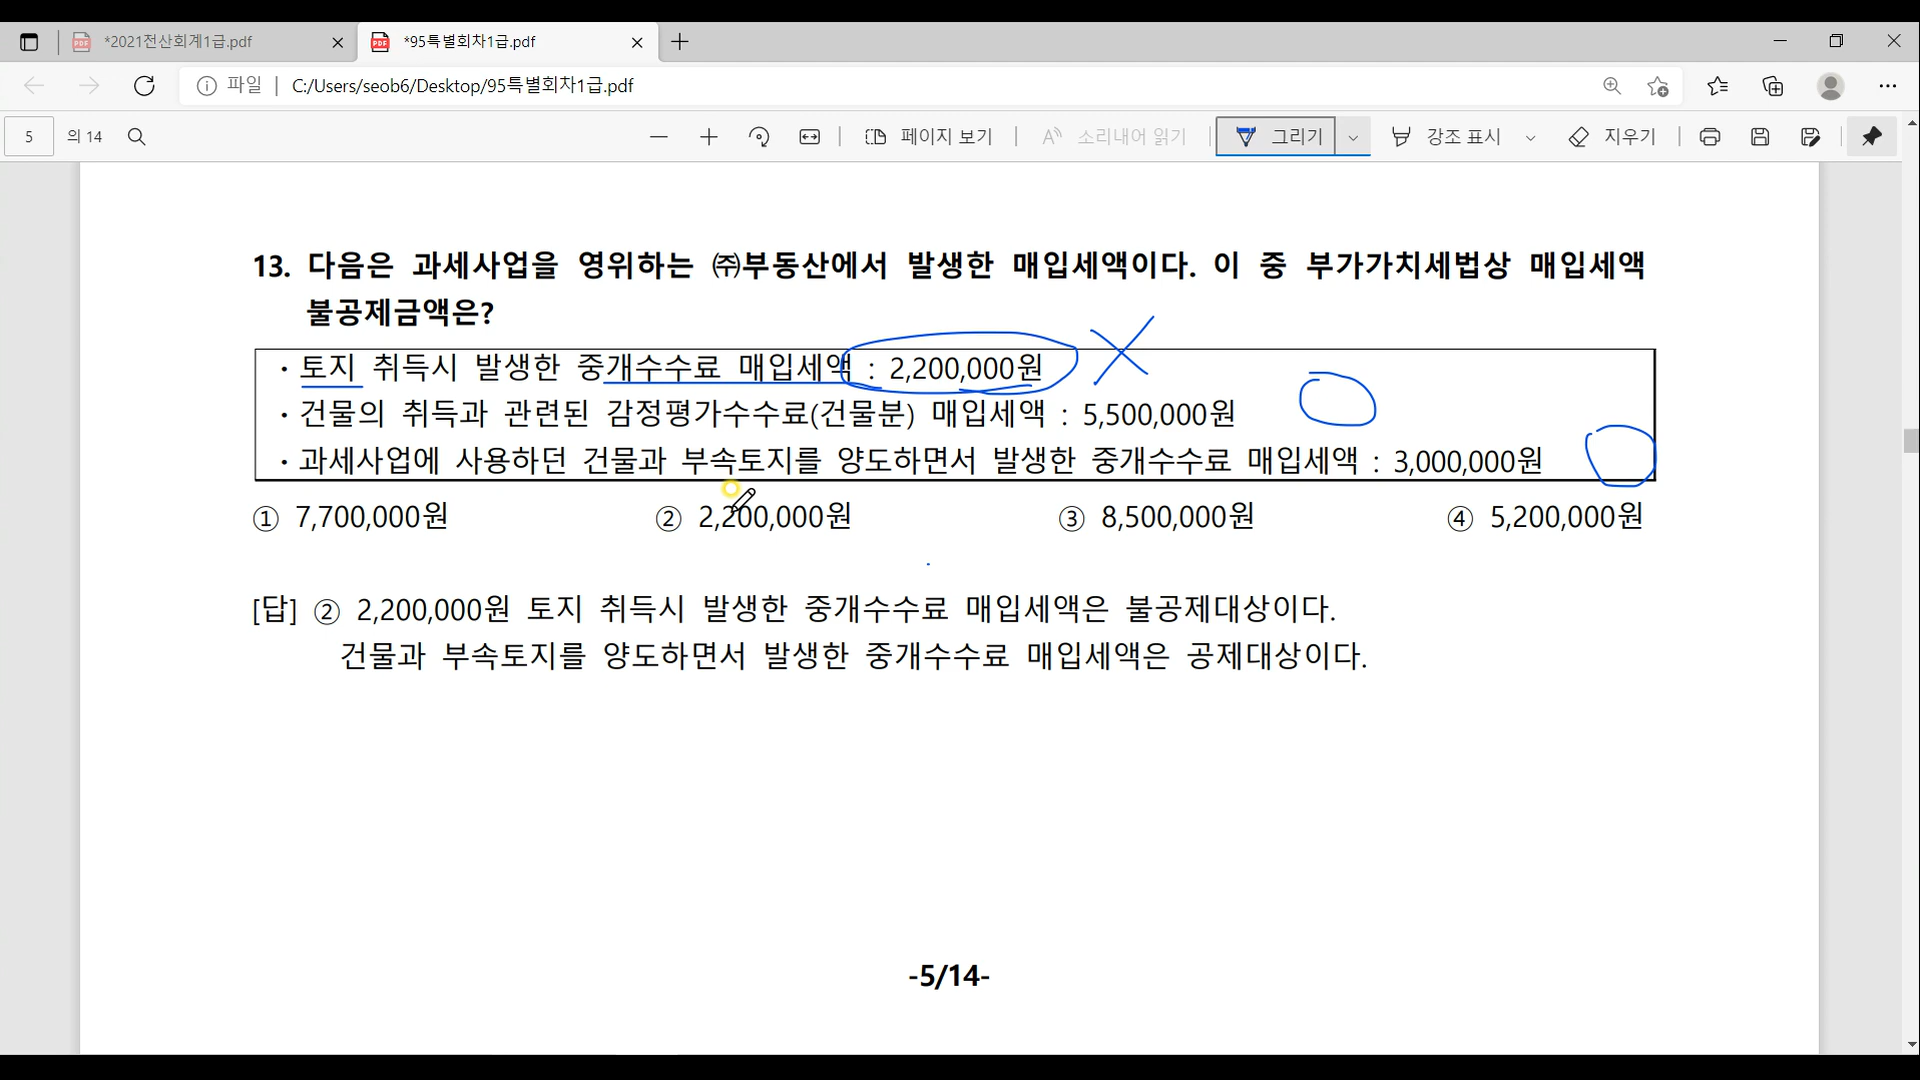 *2021전산회계1급.pdf
*95특별회차1급.pdf
파일 C:/Users/seob6/Desktop/95특별회차1급.pdf
5 의 14 페이지 보기 소리내어 읽기 그리기 강조 표시 지우기
13. 다음은 과세사업을 영위하는 ㈜부동산에서 발생한 매입세액이다. 이 중 부가가치세법상 매입세액
불공제금액은?
· 토지 취득시 발생한 중개수수료 매입세액 : 2,200,000원
· 건물의 취득과 관련된 감정평가수수료(건물분) 매입세액 : 5,500,000원
· 과세사업에 사용하던 건물과 부속토지를 양도하면서 발생한 중개수수료 매입세액 : 3,000,000원
① 7,700,000원 ② 2,200,000원 ③ 8,500,000원 ④ 5,200,000원
[답] ② 2,200,000원 토지 취득시 발생한 중개수수료 매입세액은 불공제대상이다.
건물과 부속토지를 양도하면서 발생한 중개수수료 매입세액은 공제대상이다.
-5/14-